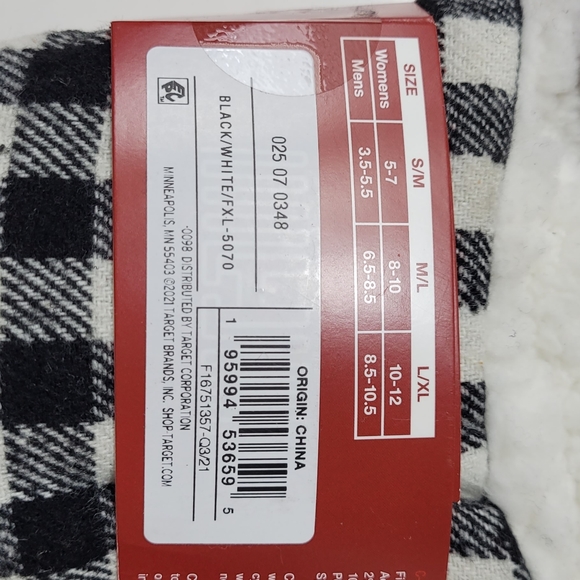 SIZE S/M M/L L/XL
Womens 5-7 8-10 10-12
Mens 3.5-5.5 6.5-8.5 8.5-10.5
025 07 0348
BLACK/WHITE/FXL-5070
ORIGIN: CHINA
1 95994 53659 5
F16751357-Q3/21
-009B DISTRIBUTED BY TARGET CORPORATION
MINNEAPOLIS, MN 55403 ©2021 TARGET BRANDS, INC. SHOP TARGET.COM